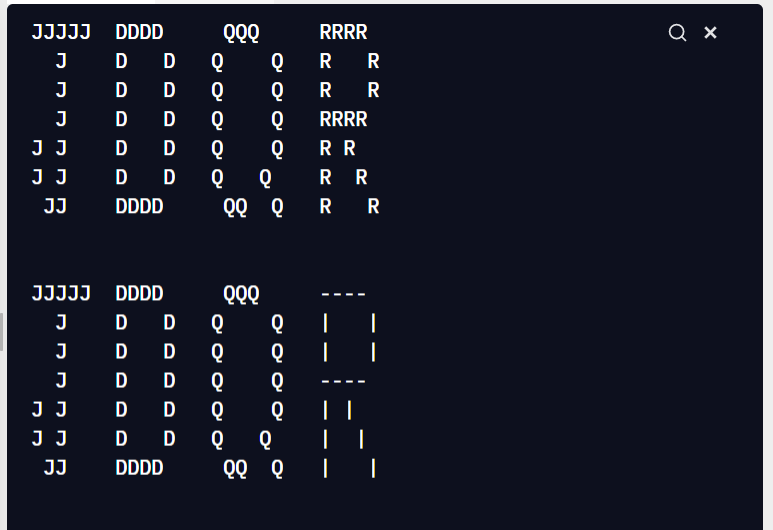 JJJJJ  DDDD     QQQ     RRRR
  J    D   D   Q    Q   R   R
  J    D   D   Q    Q   R   R
  J    D   D   Q    Q   RRRR
J J    D   D   Q    Q   R R
J J    D   D   Q   Q    R  R
 JJ    DDDD     QQ  Q   R   R

JJJJJ  DDDD     QQQ     ----
  J    D   D   Q    Q   |   |
  J    D   D   Q    Q   |   |
  J    D   D   Q    Q   ----
J J    D   D   Q    Q   | |
J J    D   D   Q   Q    |  |
 JJ    DDDD     QQ  Q   |   |